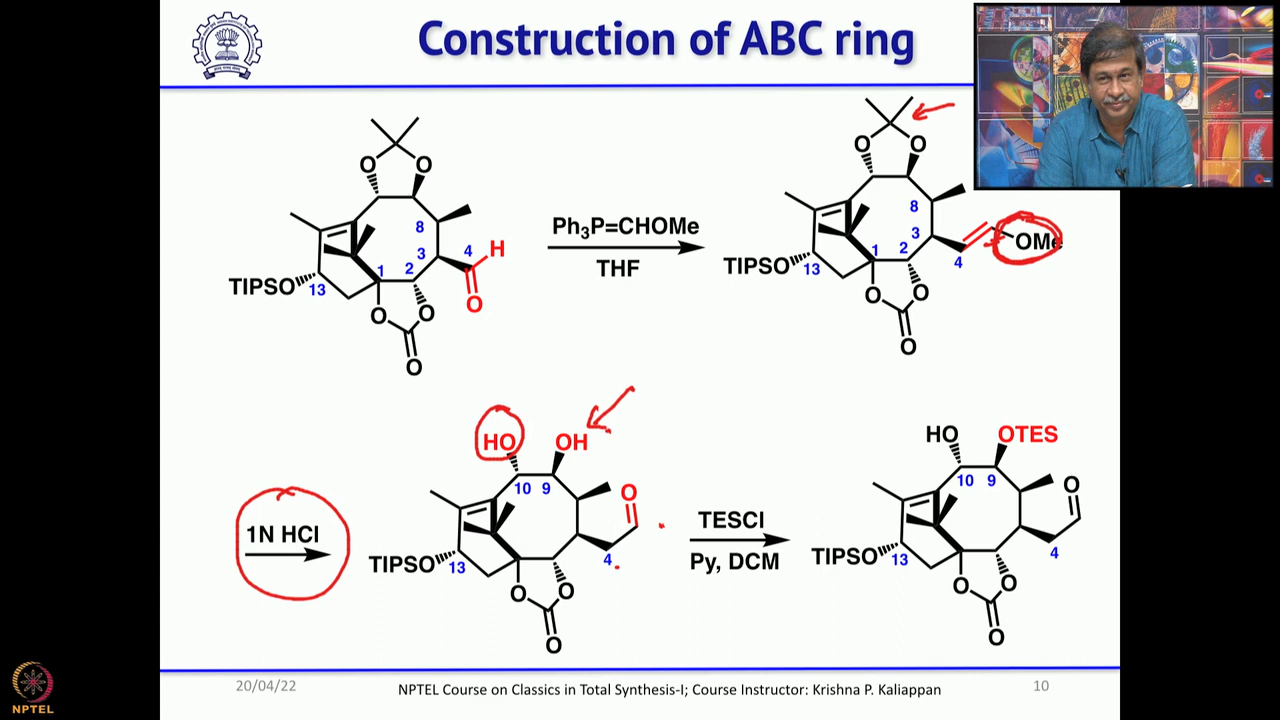 Construction of ABC ring
O O
8
3
4
H
O
1
2
TIPSO
13
O
O
O
Ph3P=CHOMe
THF
O O
8
3
4
OMe
1
2
TIPSO
13
O
O
O
1N HCl
HO
OH
10 9
O
4
TIPSO
13
O
O
O
TESCl
Py, DCM
HO
OTES
10 9
O
4
TIPSO
13
O
O
O
NPTEL
20/04/22
NPTEL Course on Classics in Total Synthesis-I; Course Instructor: Krishna P. Kaliappan
10